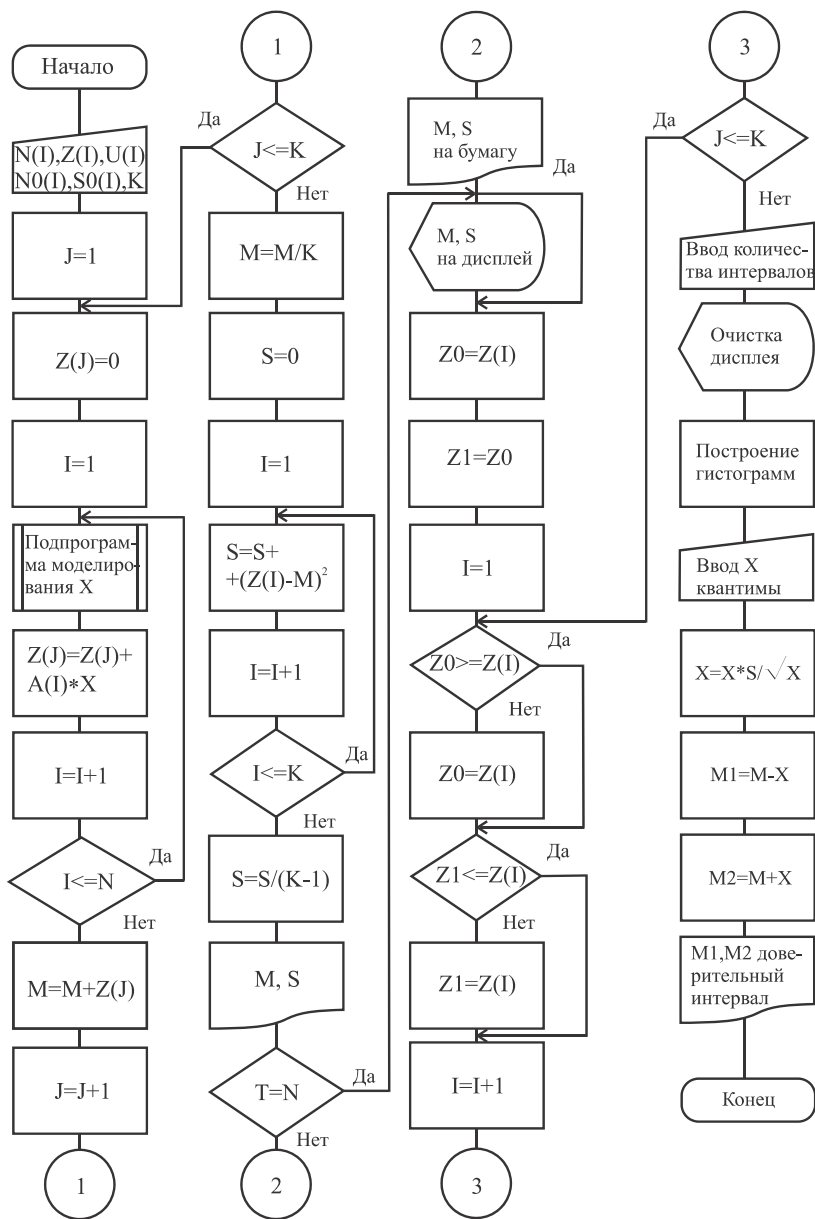 Начало
N(I),Z(I),U(I)
N0(I),S0(I),K
J=1
Z(J)=0
I=1
Подпрограм-
ма моделиро-
вания X
Z(J)=Z(J)+
A(I)*X
I=I+1
I<=N
Да
Нет
M=M+Z(J)
J=J+1
1
1
Да
J<=K
Нет
M=M/K
S=0
I=1
S=S+
+(Z(I)-M)²
I=I+1
Да
I<=K
Нет
S=S/(K-1)
M, S
T=N
Да
Нет
2
2
M, S
на бумагу
Да
M, S
на дисплей
Z0=Z(I)
Z1=Z0
I=1
Да
Z0>=Z(I)
Нет
Z0=Z(I)
Да
Z1<=Z(I)
Нет
Z1=Z(I)
I=I+1
3
3
Да
J<=K
Нет
Ввод количес-
тва интервалов
Очистка
дисплея
Построение
гистограмм
Ввод X
квантимы
X=X*S/√X
M1=M-X
M2=M+X
M1,M2 дове-
рительный
интервал
Конец